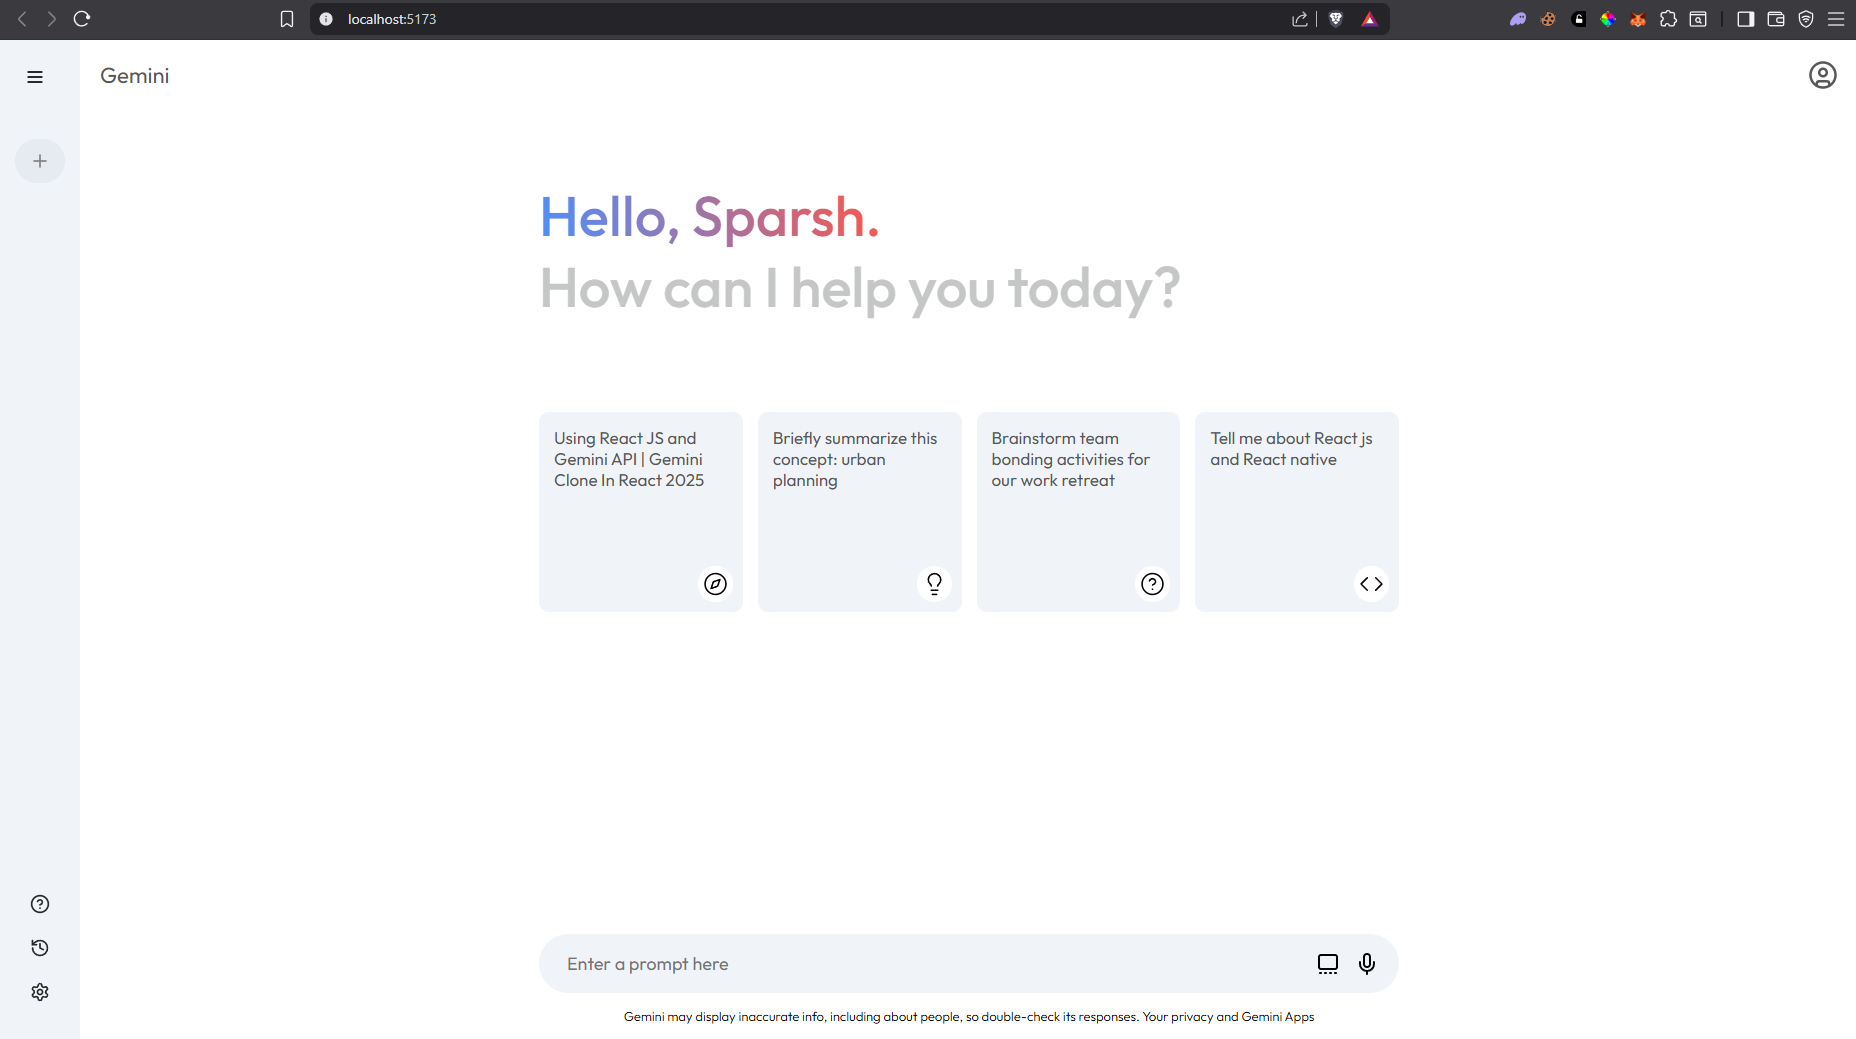 localhost:5173
Gemini
Hello, Sparsh.
How can I help you today?
Using React JS and
Gemini API | Gemini
Clone In React 2025
Briefly summarize this
concept: urban
planning
Brainstorm team
bonding activities for
our work retreat
Tell me about React js
and React native
Enter a prompt here
Gemini may display inaccurate info, including about people, so double-check its responses. Your privacy and Gemini Apps